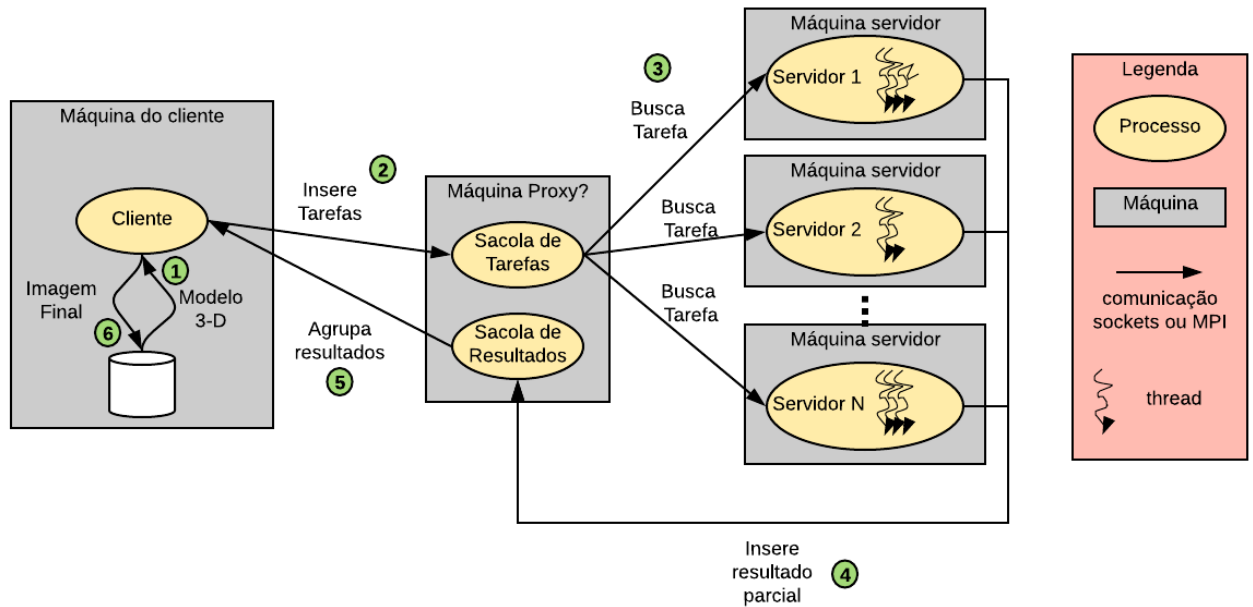 Máquina do cliente
Cliente
1
Imagem
Final
6
Modelo
3-D
2
Insere
Tarefas
Agrupa
resultados
5
Máquina Proxy?
Sacola de
Tarefas
Sacola de
Resultados
3
Busca
Tarefa
Busca
Tarefa
Busca
Tarefa
Máquina servidor
Servidor 1
Máquina servidor
Servidor 2
Máquina servidor
Servidor N
Insere
resultado
parcial
4
Legenda
Processo
Máquina
comunicação
sockets ou MPI
thread